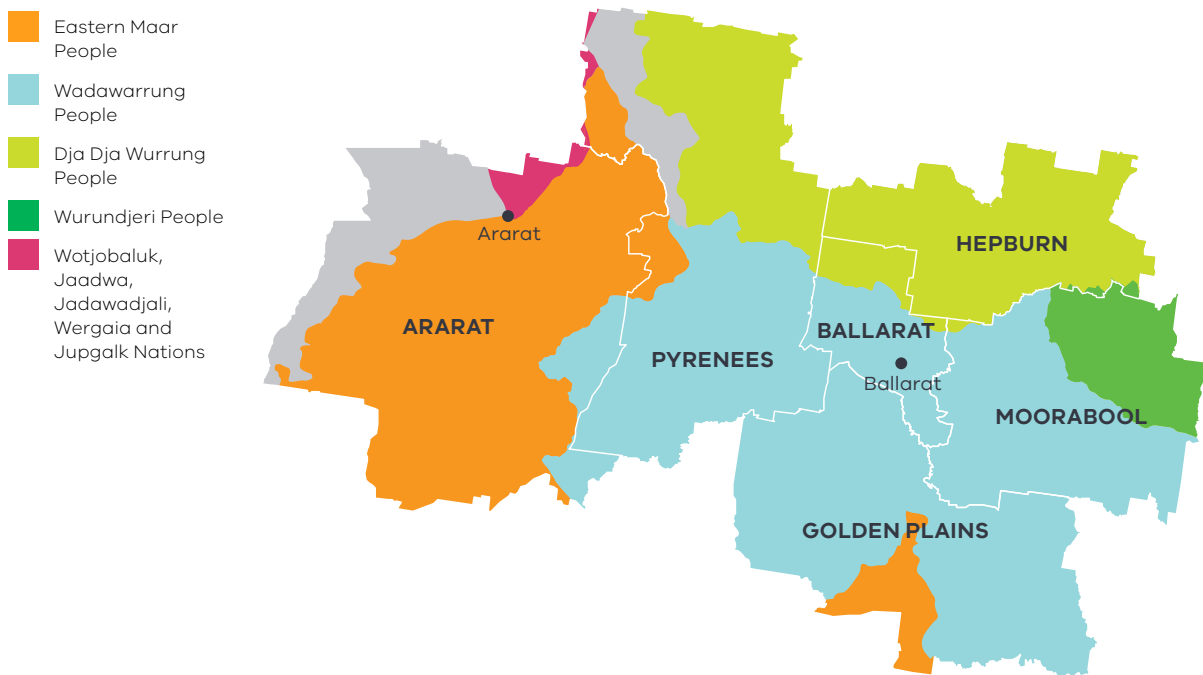 Eastern Maar
People
Wadawarrung
People
Dja Dja Wurrung
People
Wurundjeri People
Wotjobaluk,
Jaadwa,
Jadawadjali,
Wergaia and
Jupgalk Nations
Ararat
HEPBURN
ARARAT
BALLARAT
PYRENEES
Ballarat
MOORABOOL
GOLDEN PLAINS